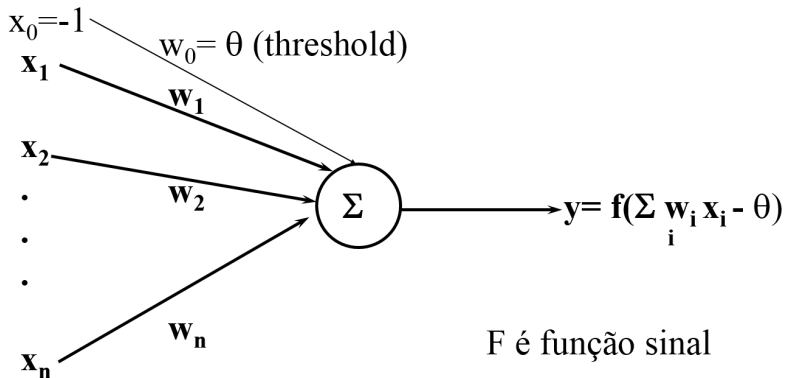 x₀=-1
w₀= θ (threshold)
x₁
w₁
x₂
w₂
.
.
.
Σ
y= f(Σ wᵢ xᵢ - θ)
i
wₙ
F é função sinal
xₙ